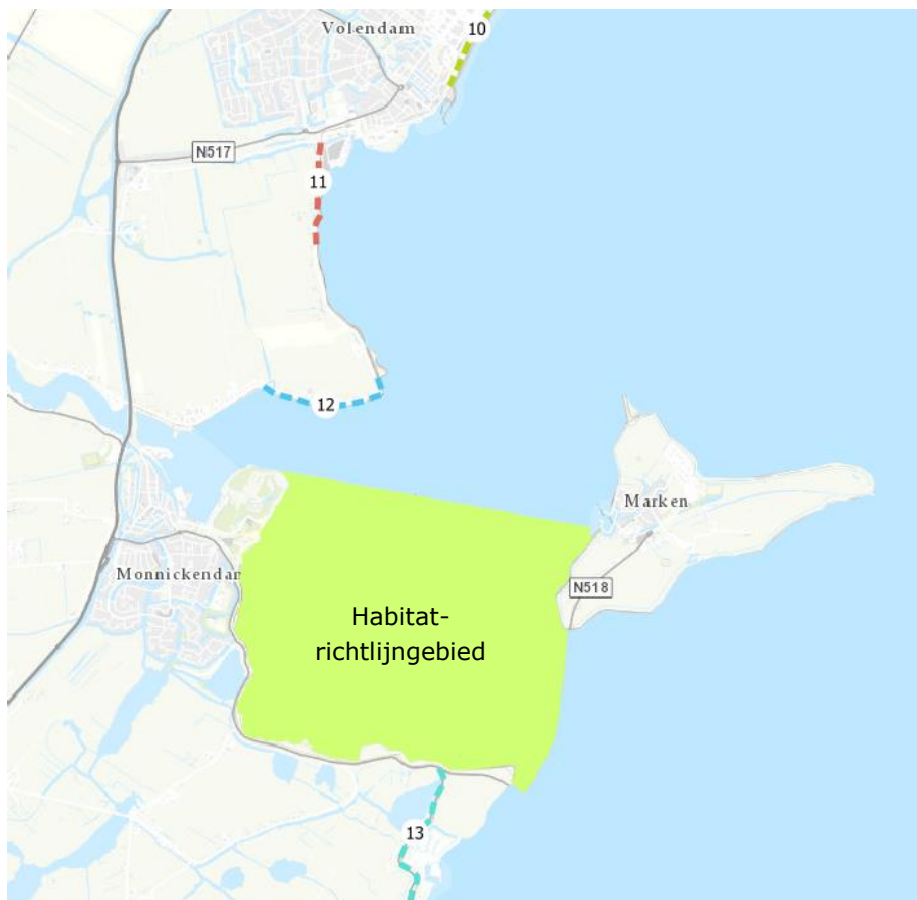 Volendam
10
N517
11
12
Marken
Monnickendam
N518
Habitat-
richtlijngebied
13